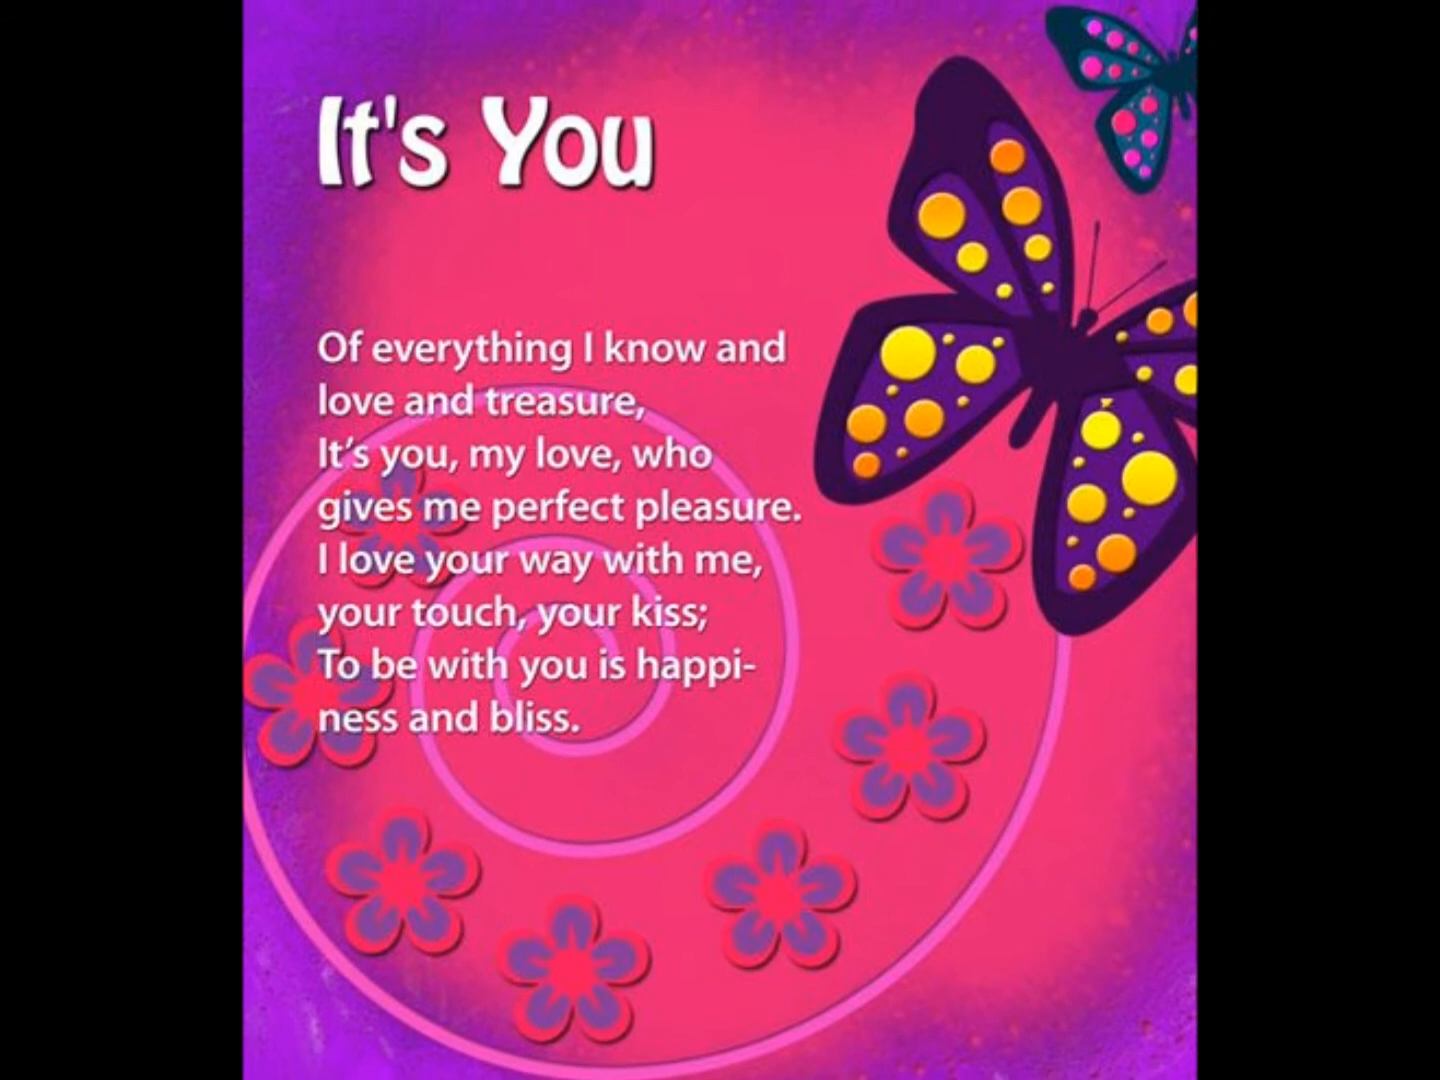 It's You
Of everything I know and
love and treasure,
It’s you, my love, who
gives me perfect pleasure.
I love your way with me,
your touch, your kiss;
To be with you is happi-
ness and bliss.